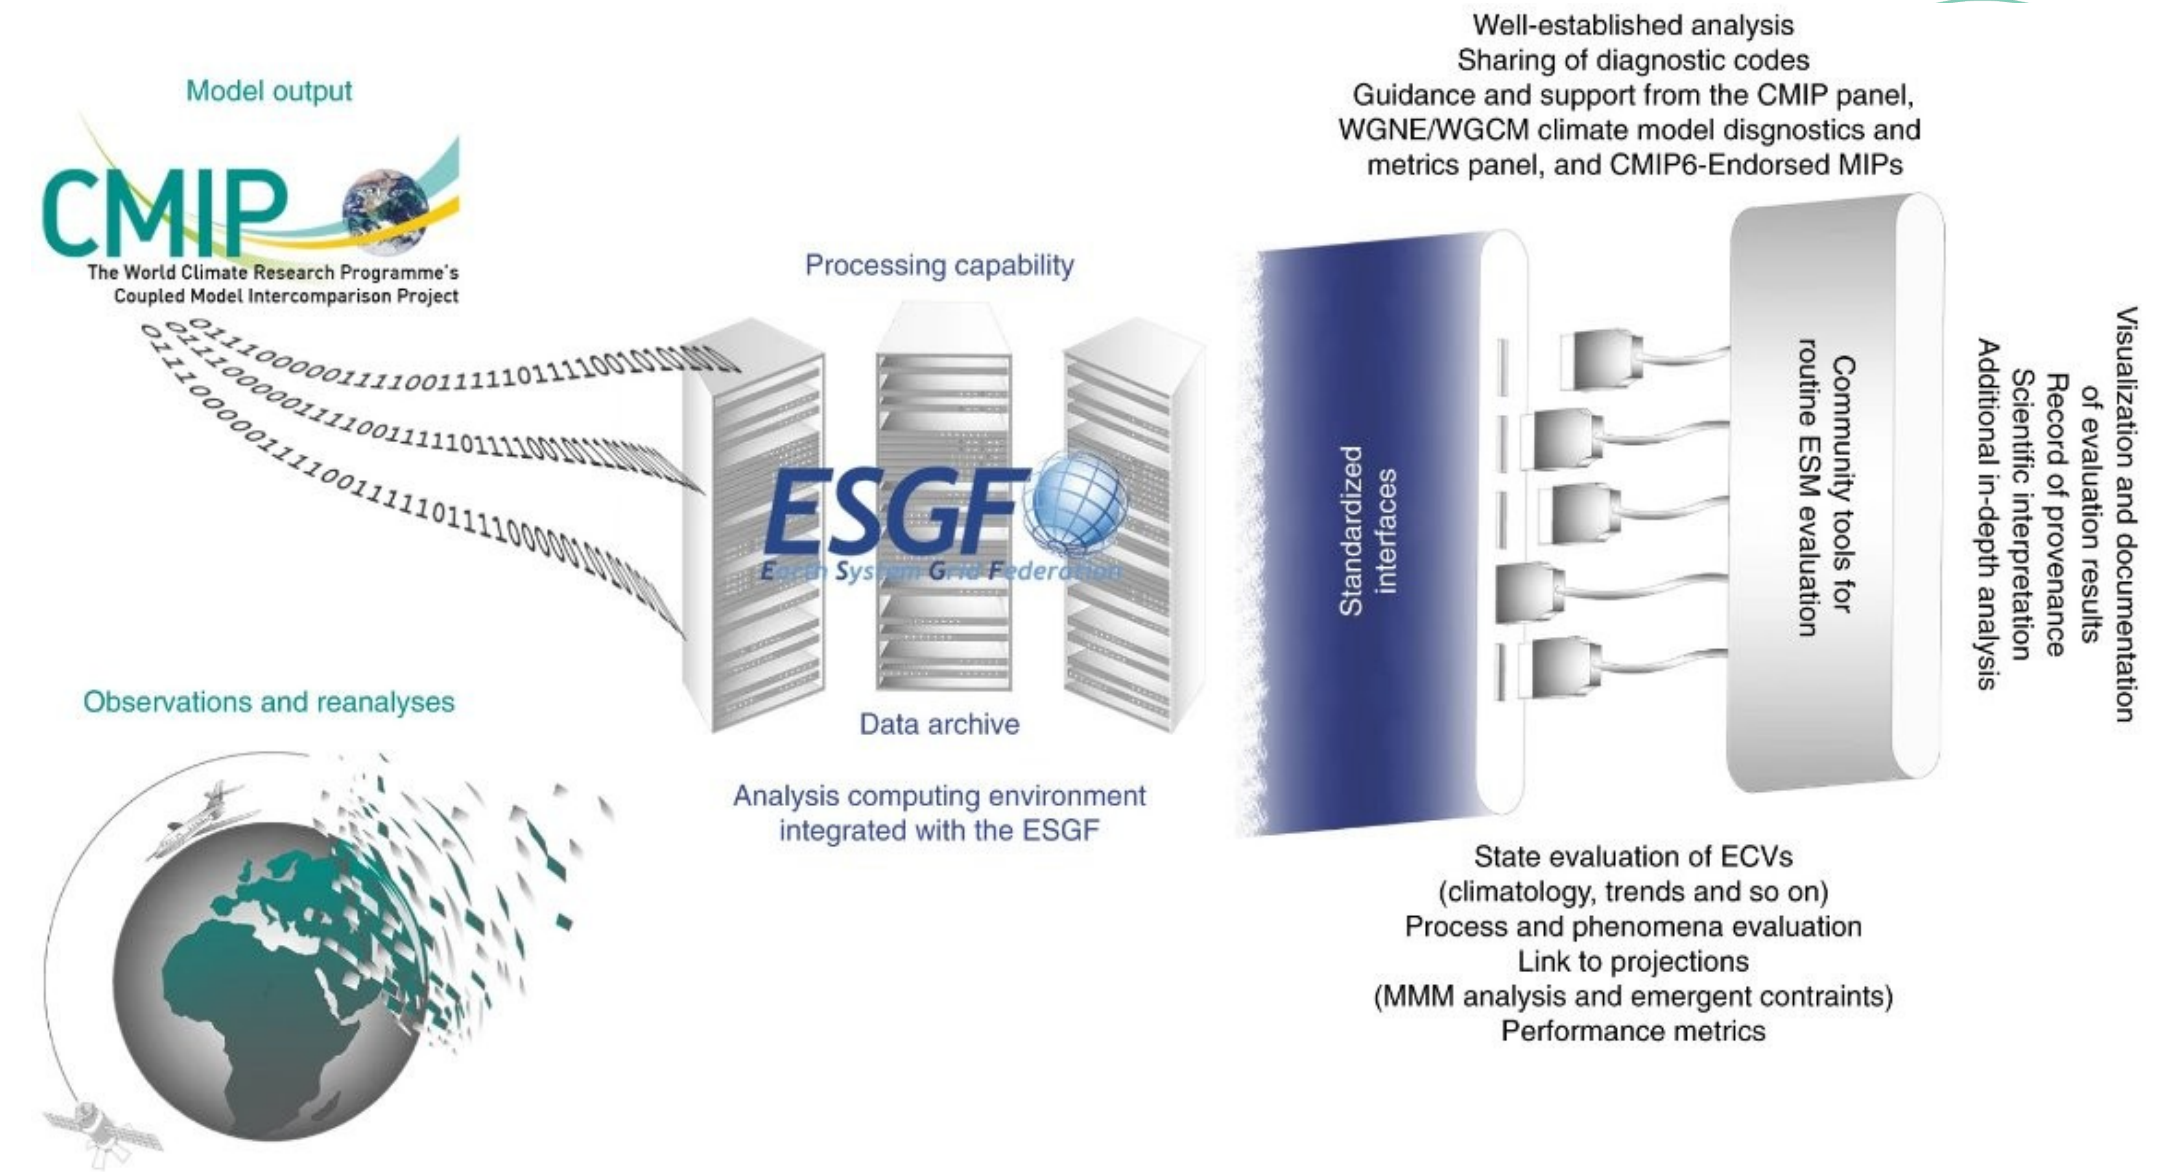 Model output
CMIP
The World Climate Research Programme's
Coupled Model Intercomparison Project
Observations and reanalyses
Processing capability
ESGF
Earth System Grid Federation
Data archive
Analysis computing environment
integrated with the ESGF
Well-established analysis
Sharing of diagnostic codes
Guidance and support from the CMIP panel,
WGNE/WGCM climate model disgnostics and
metrics panel, and CMIP6-Endorsed MIPs
Standardized
interfaces
Community tools for
routine ESM evaluation
Visualization and documentation
of evaluation results
Record of provenance
Scientific interpretation
Additional in-depth analysis
State evaluation of ECVs
(climatology, trends and so on)
Process and phenomena evaluation
Link to projections
(MMM analysis and emergent contraints)
Performance metrics